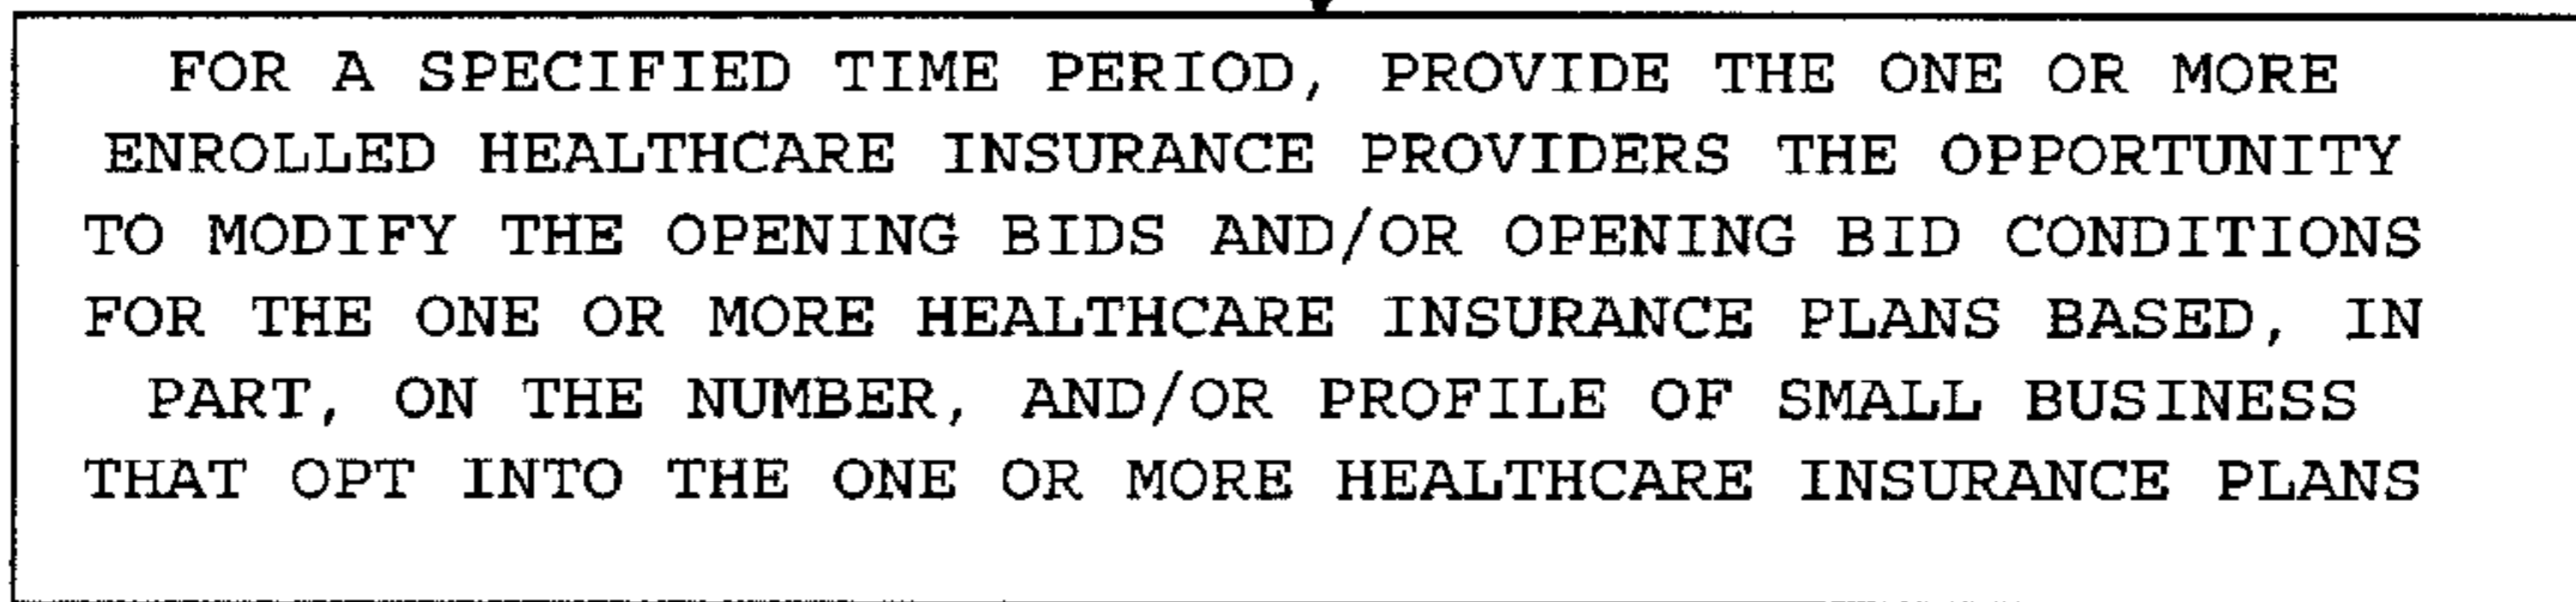 FOR A SPECIFIED TIME PERIOD, PROVIDE THE ONE OR MORE
ENROLLED HEALTHCARE INSURANCE PROVIDERS THE OPPORTUNITY
TO MODIFY THE OPENING BIDS AND/OR OPENING BID CONDITIONS
FOR THE ONE OR MORE HEALTHCARE INSURANCE PLANS BASED, IN
PART, ON THE NUMBER, AND/OR PROFILE OF SMALL BUSINESS
THAT OPT INTO THE ONE OR MORE HEALTHCARE INSURANCE PLANS